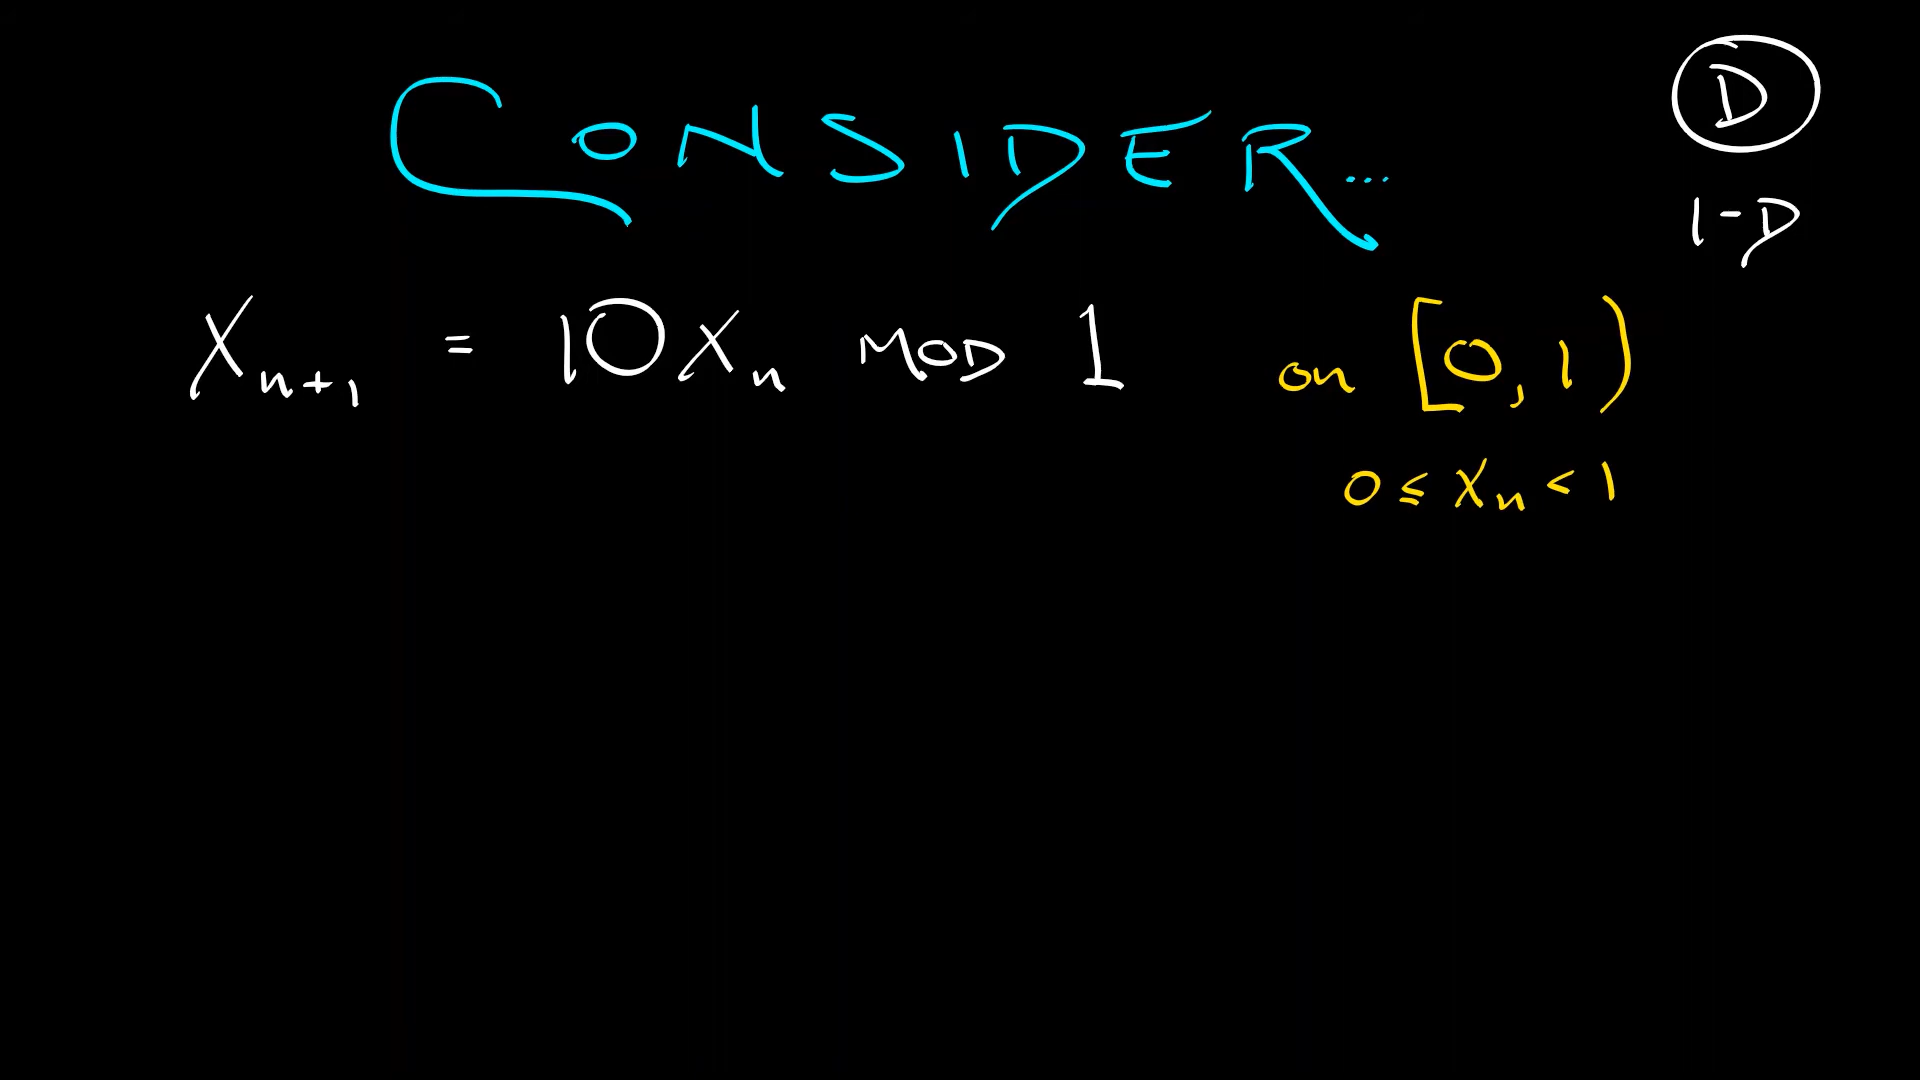 CONSIDER...
D
1-D
Xn+1 = 10Xn MOD 1 on [0,1)
0 ≤ Xn < 1